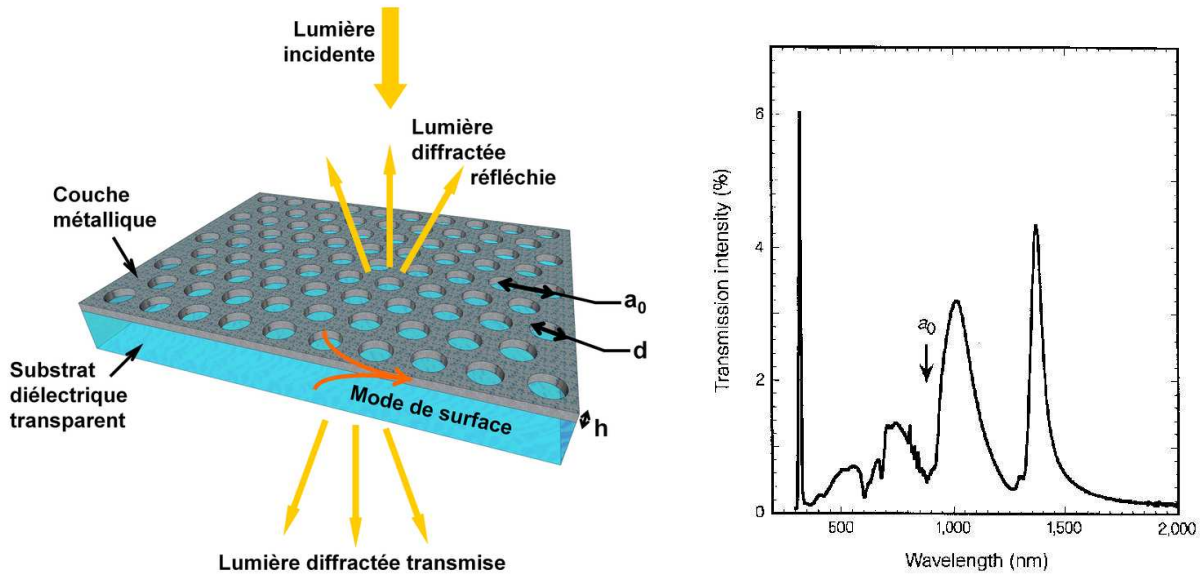 Lumière
incidente
Lumière
diffractée
réfléchie
Couche
métallique
a0
d
Substrat
diélectrique
transparent
Mode de surface
h
Lumière diffractée transmise
Transmission intensity (%)
6
4
2
0
a0
500
1,000
1,500
2,000
Wavelength (nm)